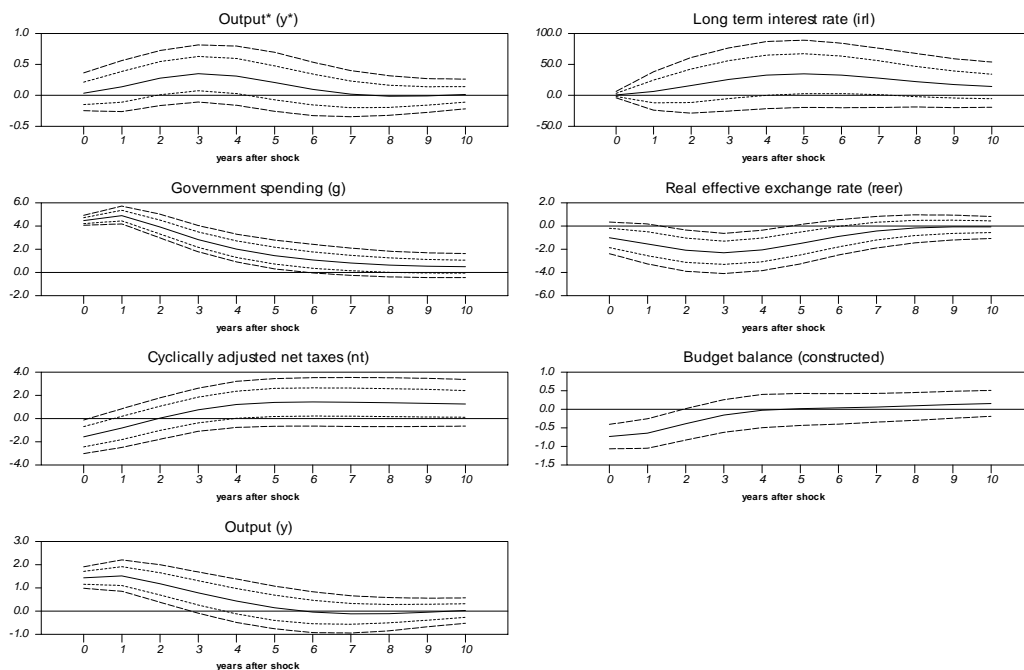 Output* (y*)
1.0
0.5
0.0
-0.5
0 1 2 3 4 5 6 7 8 9 10
years after shock
Long term interest rate (irl)
100.0
50.0
0.0
-50.0
0 1 2 3 4 5 6 7 8 9 10
years after shock
Government spending (g)
6.0
4.0
2.0
0.0
-2.0
0 1 2 3 4 5 6 7 8 9 10
years after shock
Real effective exchange rate (reer)
2.0
0.0
-2.0
-4.0
-6.0
0 1 2 3 4 5 6 7 8 9 10
years after shock
Cyclically adjusted net taxes (nt)
4.0
2.0
0.0
-2.0
-4.0
0 1 2 3 4 5 6 7 8 9 10
years after shock
Budget balance (constructed)
1.0
0.5
0.0
-0.5
-1.0
-1.5
0 1 2 3 4 5 6 7 8 9 10
years after shock
Output (y)
3.0
2.0
1.0
0.0
-1.0
0 1 2 3 4 5 6 7 8 9 10
years after shock